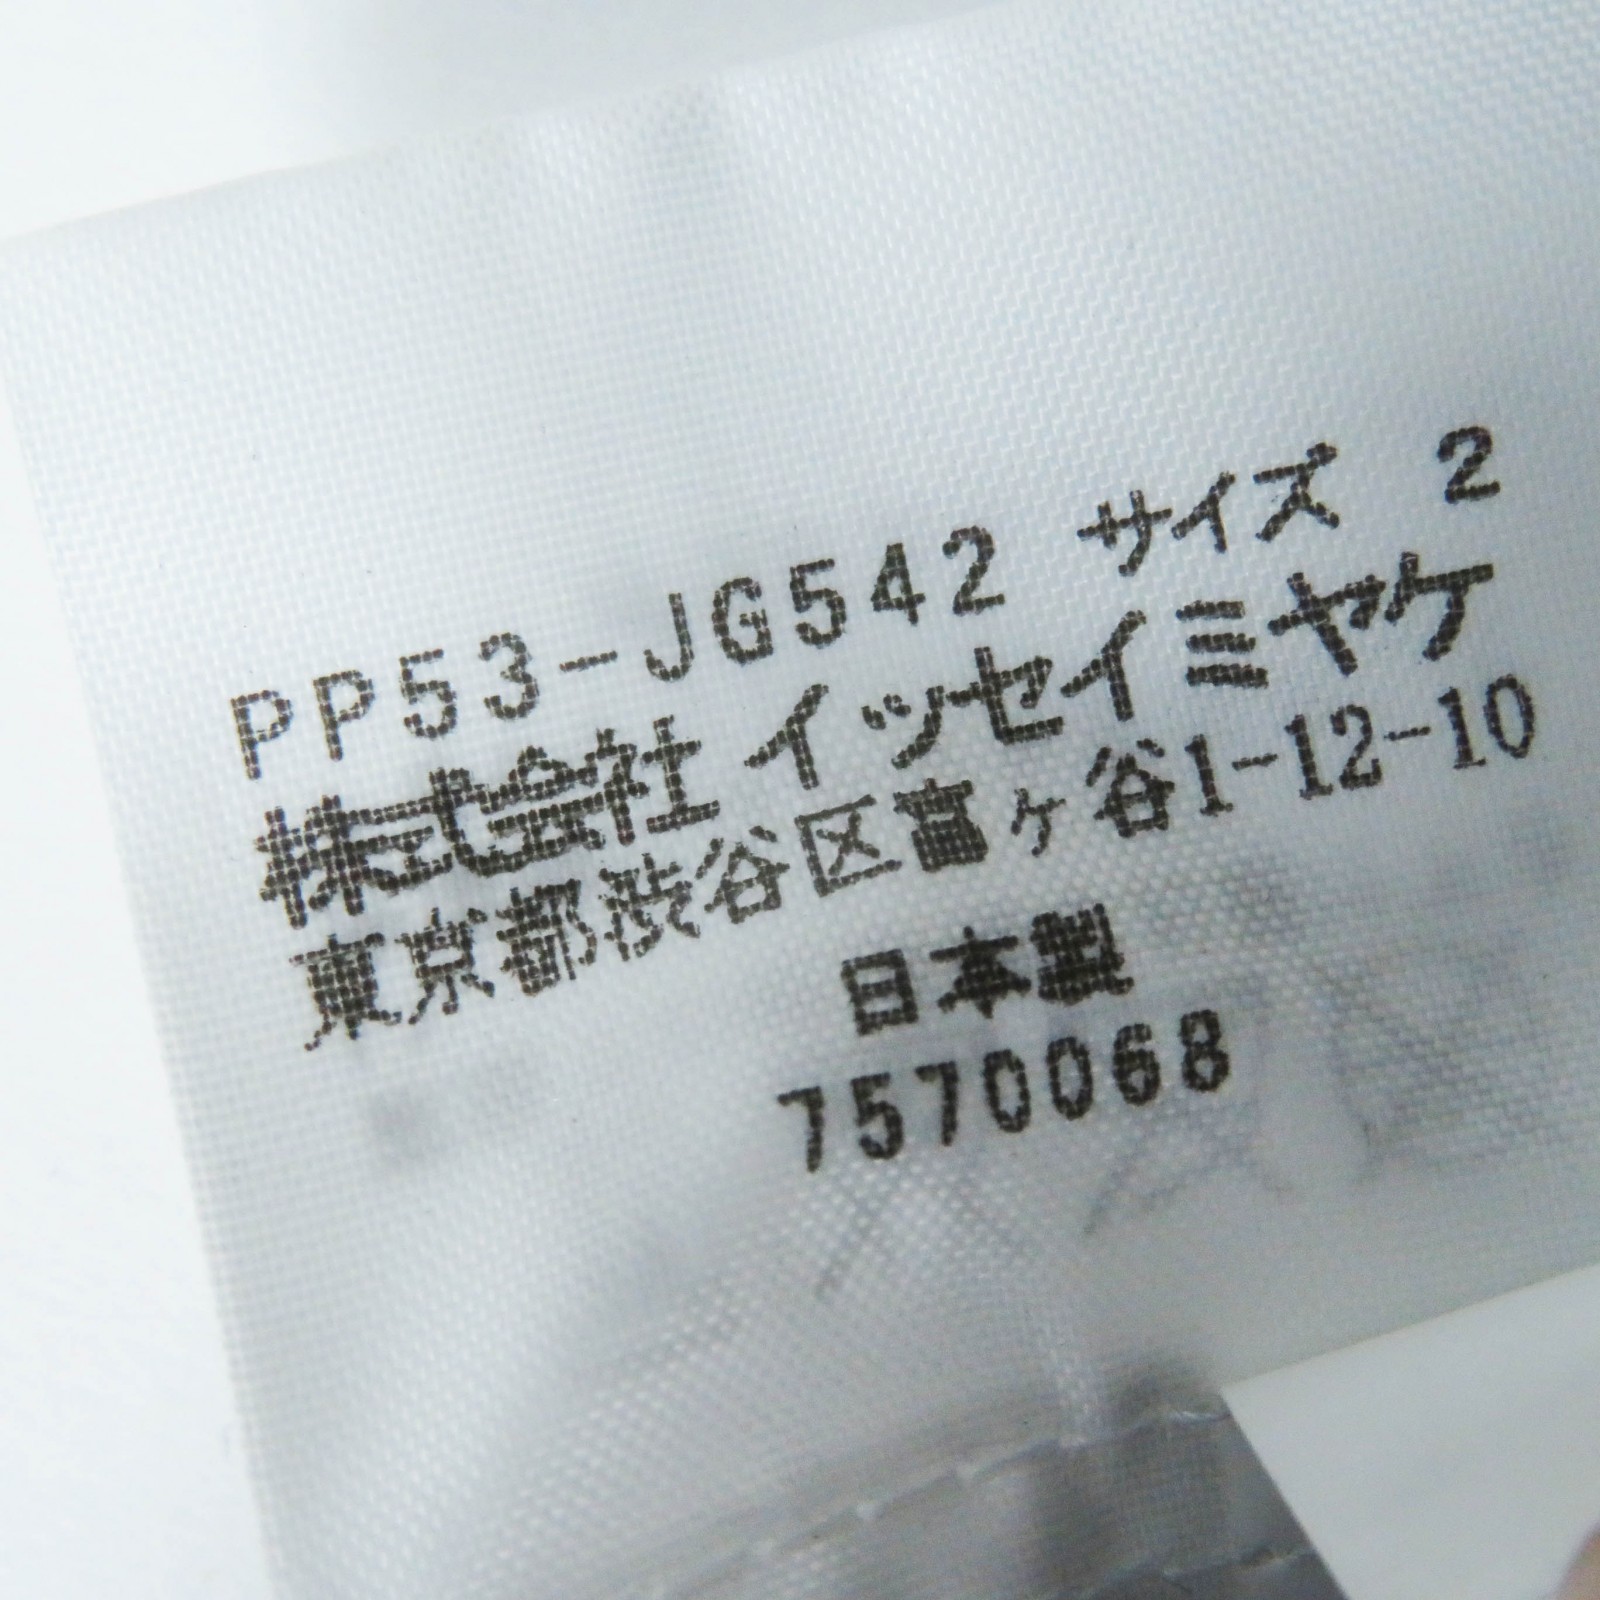 PP53-JG542 サイズ 2
株式会社 イッセイミヤケ
東京都渋谷区富ヶ谷1-12-10
日本製
7570068